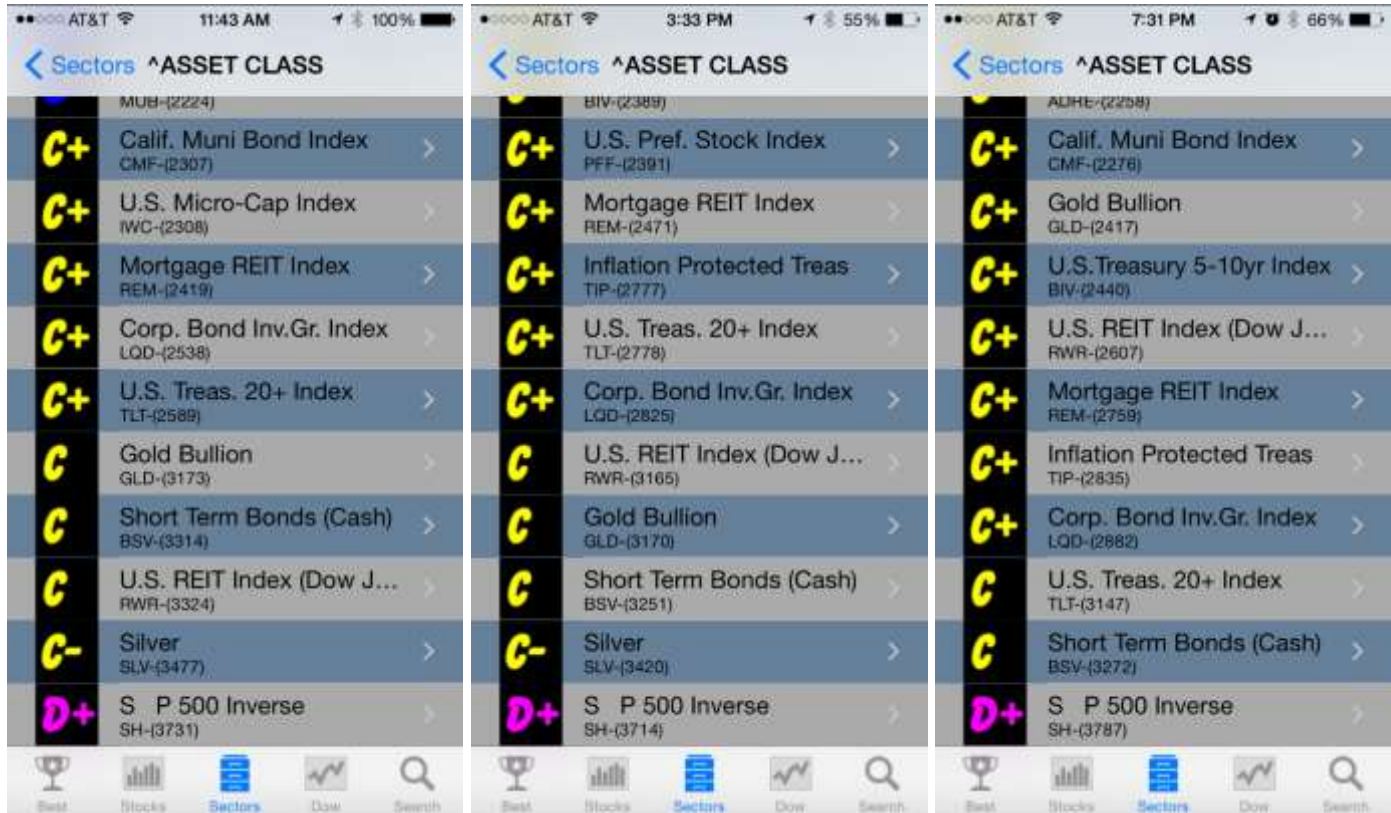 AT&T 11:43 AM 100%
Sectors ^ASSET CLASS
MUB-(2224)
C+ Calif. Muni Bond Index
CMF-(2307)
C+ U.S. Micro-Cap Index
IWC-(2308)
C+ Mortgage REIT Index
REM-(2419)
C+ Corp. Bond Inv.Gr. Index
LQD-(2538)
C+ U.S. Treas. 20+ Index
TLT-(2589)
C Gold Bullion
GLD-(3173)
C Short Term Bonds (Cash)
BSV-(3314)
C U.S. REIT Index (Dow J...
RWR-(3324)
C- Silver
SLV-(3477)
D+ S P 500 Inverse
SH-(3731)
Best Stocks Sectors Dow Search
AT&T 3:33 PM 55%
Sectors ^ASSET CLASS
BIV-(2389)
C+ U.S. Pref. Stock Index
PFF-(2391)
C+ Mortgage REIT Index
REM-(2471)
C+ Inflation Protected Treas
TIP-(2777)
C+ U.S. Treas. 20+ Index
TLT-(2778)
C+ Corp. Bond Inv.Gr. Index
LQD-(2825)
C U.S. REIT Index (Dow J...
RWR-(3165)
C Gold Bullion
GLD-(3170)
C Short Term Bonds (Cash)
BSV-(3251)
C- Silver
SLV-(3420)
D+ S P 500 Inverse
SH-(3714)
Best Stocks Sectors Dow Search
AT&T 7:31 PM 66%
Sectors ^ASSET CLASS
ADRE-(2258)
C+ Calif. Muni Bond Index
CMF-(2276)
C+ Gold Bullion
GLD-(2417)
C+ U.S.Treasury 5-10yr Index
BIV-(2440)
C+ U.S. REIT Index (Dow J...
RWR-(2607)
C+ Mortgage REIT Index
REM-(2759)
C+ Inflation Protected Treas
TIP-(2835)
C+ Corp. Bond Inv.Gr. Index
LQD-(2882)
C U.S. Treas. 20+ Index
TLT-(3147)
C Short Term Bonds (Cash)
BSV-(3272)
D+ S P 500 Inverse
SH-(3787)
Best Stocks Sectors Dow Search